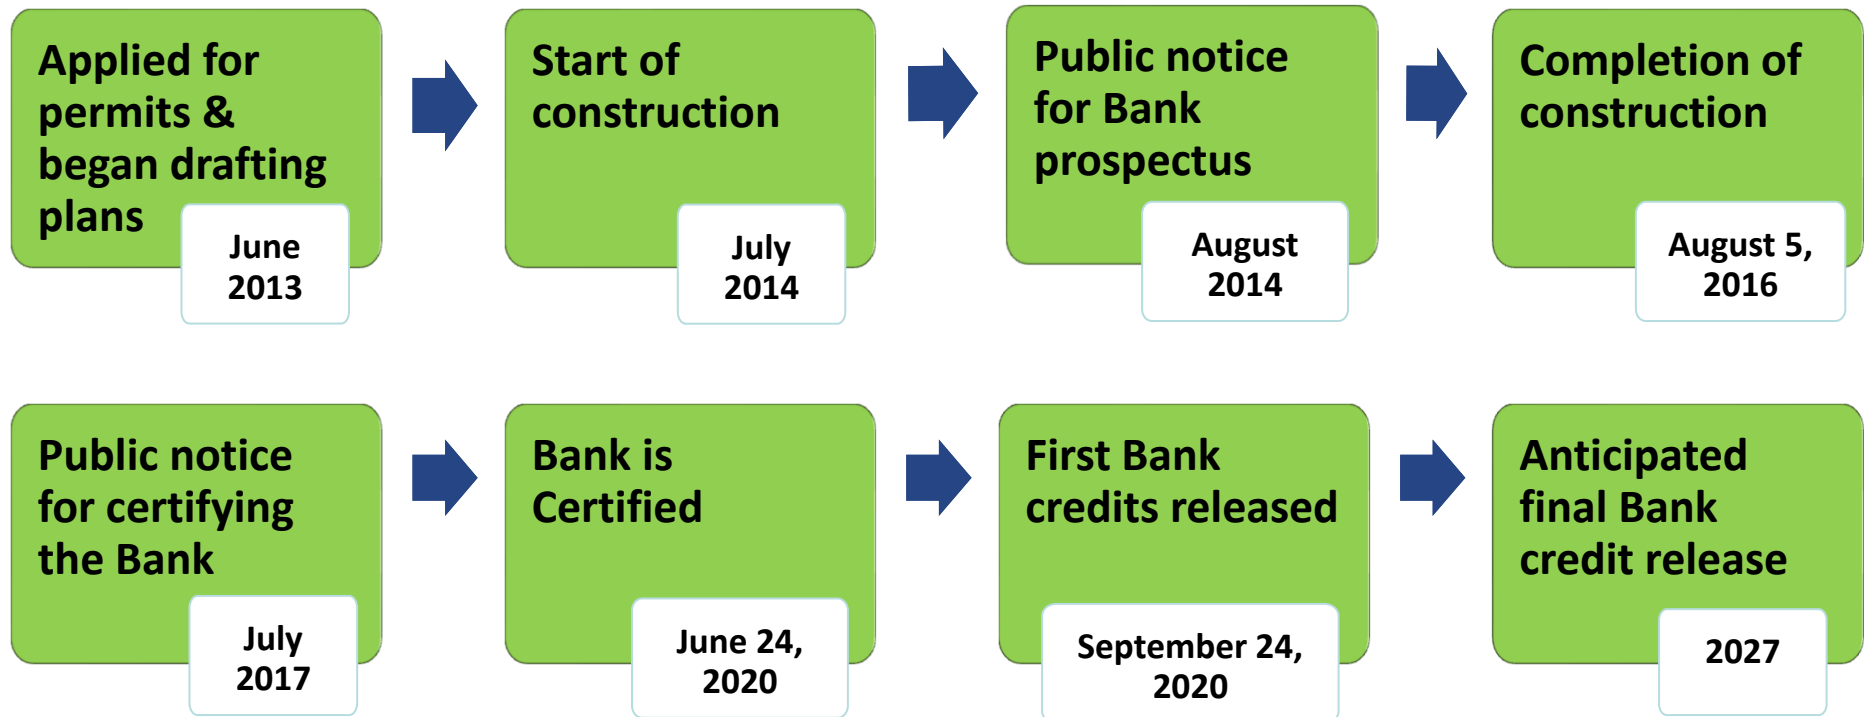 Applied for
permits &
began drafting
plans
June
2013
Start of
construction
July
2014
Public notice
for Bank
prospectus
August
2014
Completion of
construction
August 5,
2016
Public notice
for certifying
the Bank
July
2017
Bank is
Certified
June 24,
2020
First Bank
credits released
September 24,
2020
Anticipated
final Bank
credit release
2027